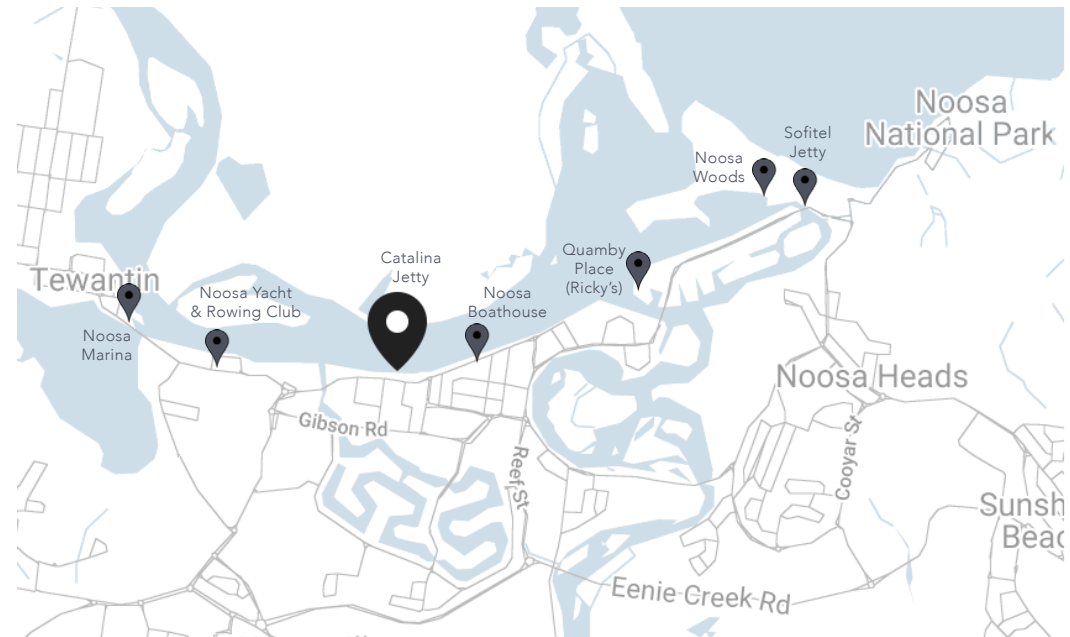 Noosa
National Park
Sofitel
Jetty
Noosa
Woods
Quamby
Place
(Ricky's)
Catalina
Jetty
Tewantin
Noosa Yacht
& Rowing Club
Noosa
Boathouse
Noosa
Marina
Noosa Heads
Gibson Rd
Reef St
Cooyar St
Sunsh
Beac
Eenie Creek Rd